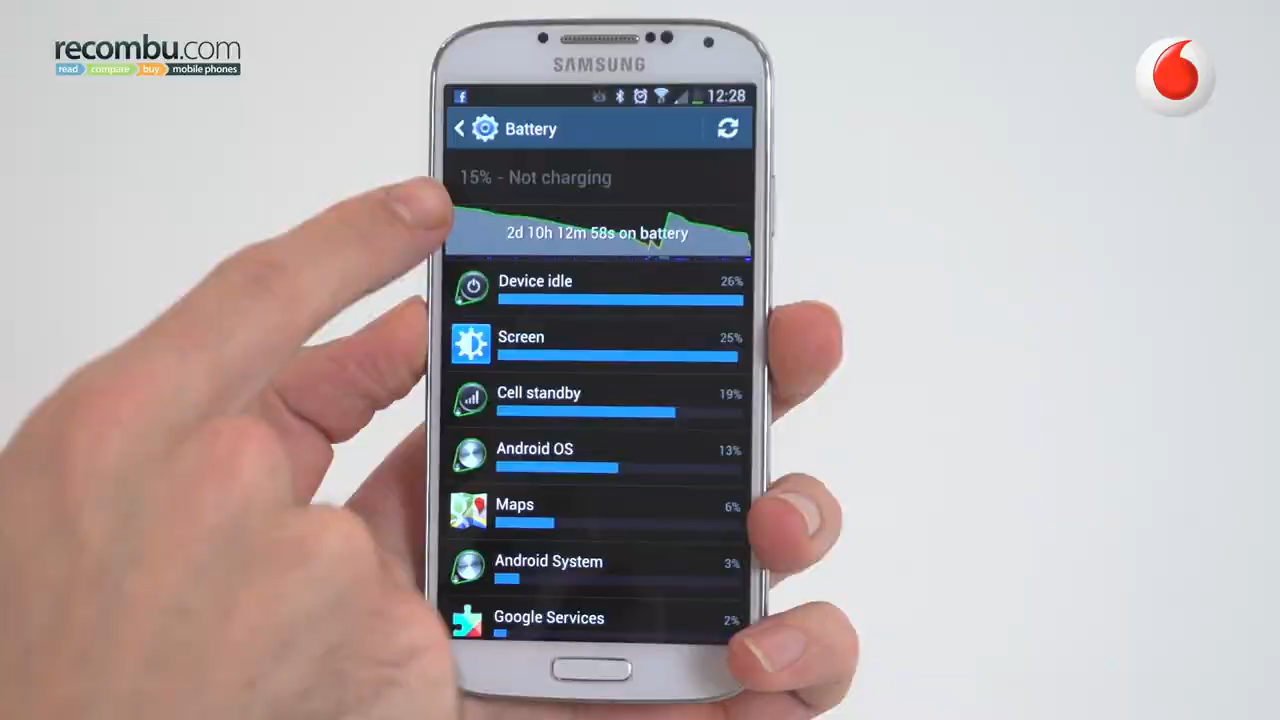 recombu.com
read compare buy mobile phones
SAMSUNG
12:28
Battery
15% - Not charging
2d 10h 12m 58s on battery
Device idle 26%
Screen 25%
Cell standby 19%
Android OS 13%
Maps 6%
Android System 3%
Google Services 2%